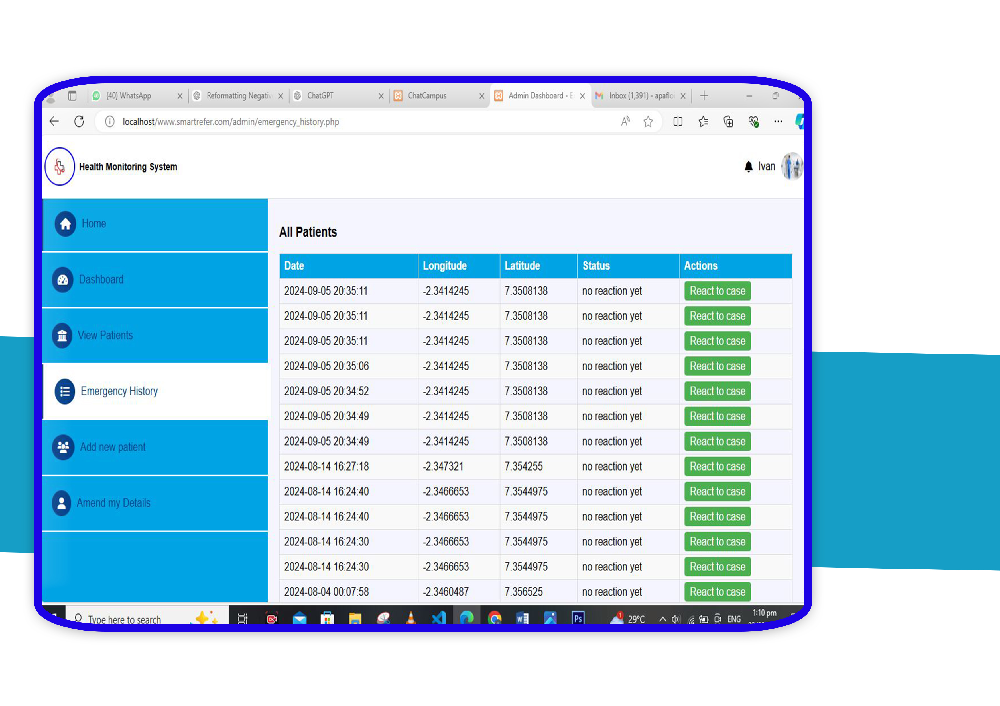 (40) WhatsApp Reformatting Negativ ChatGPT ChatCampus Admin Dashboard - E Inbox (1,391) - apaflo
localhost/www.smartrefer.com/admin/emergency_history.php
Health Monitoring System Ivan
Home
Dashboard
View Patients
Emergency History
Add new patient
Amend my Details
All Patients
Date Longitude Latitude Status Actions
2024-09-05 20:35:11 -2.3414245 7.3508138 no reaction yet React to case
2024-09-05 20:35:11 -2.3414245 7.3508138 no reaction yet React to case
2024-09-05 20:35:11 -2.3414245 7.3508138 no reaction yet React to case
2024-09-05 20:35:06 -2.3414245 7.3508138 no reaction yet React to case
2024-09-05 20:34:52 -2.3414245 7.3508138 no reaction yet React to case
2024-09-05 20:34:49 -2.3414245 7.3508138 no reaction yet React to case
2024-09-05 20:34:49 -2.3414245 7.3508138 no reaction yet React to case
2024-08-14 16:27:18 -2.347321 7.354255 no reaction yet React to case
2024-08-14 16:24:40 -2.3466653 7.3544975 no reaction yet React to case
2024-08-14 16:24:40 -2.3466653 7.3544975 no reaction yet React to case
2024-08-14 16:24:30 -2.3466653 7.3544975 no reaction yet React to case
2024-08-14 16:24:30 -2.3466653 7.3544975 no reaction yet React to case
2024-08-04 00:07:58 -2.3460487 7.356525 no reaction yet React to case
Type here to search 29°C ENG 1:10 pm